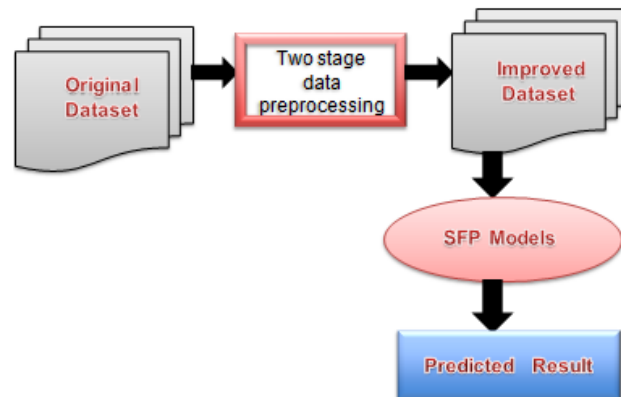 Original
Dataset
Two stage
data
preprocessing
Improved
Dataset
SFP Models
Predicted Result